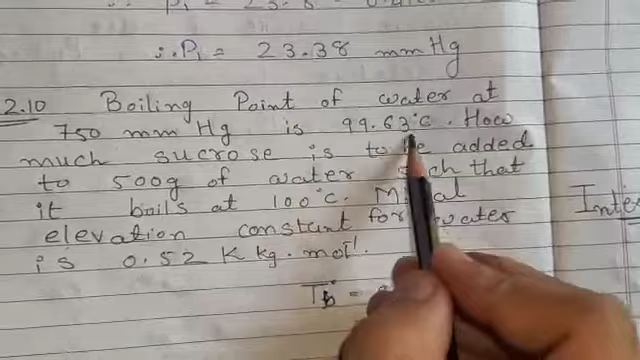 ∴ P₁ = 23.38 mm Hg
2.10 Boiling Point of water at
750 mm Hg is 99.63°C. How
much sucrose is to be added
to 500g of water such that
it boils at 100°C. Molal
elevation constant for water
is 0.52 K kg. mol⁻¹.
Tb° =